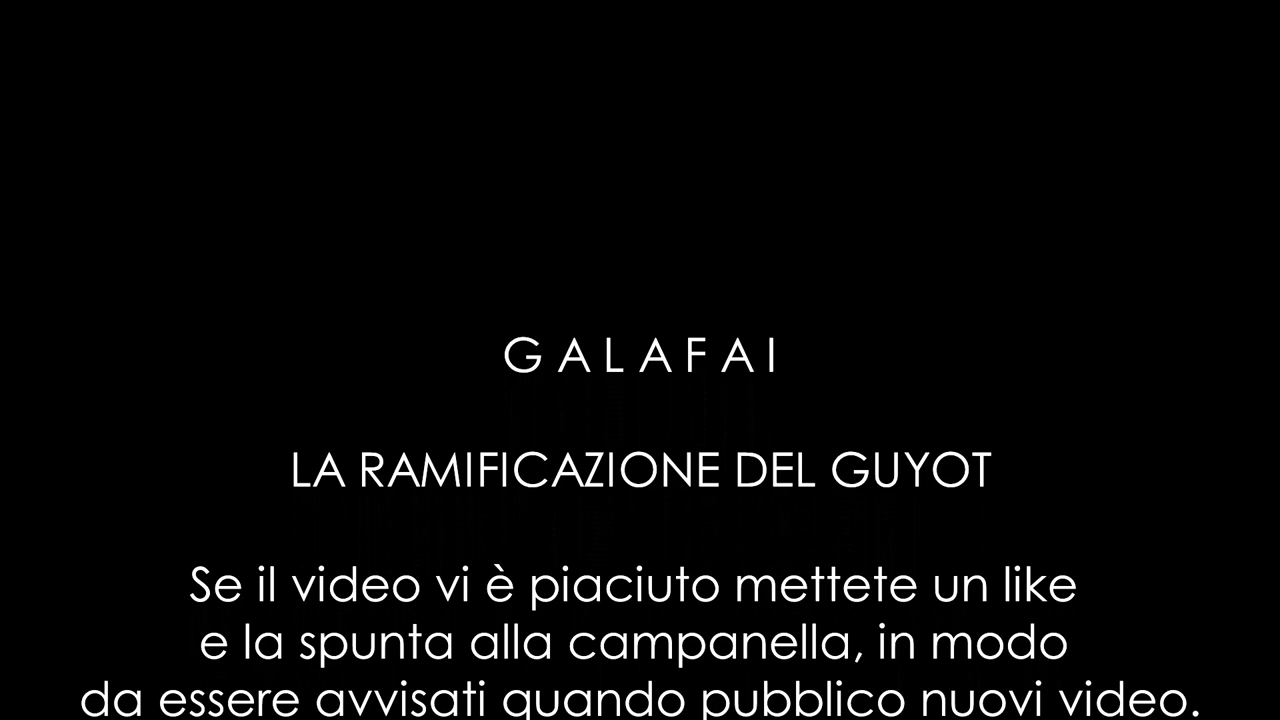 G A L A F A I
LA RAMIFICAZIONE DEL GUYOT
Se il video vi è piaciuto mettete un like
e la spunta alla campanella, in modo
da essere avvisati quando pubblico nuovi video.